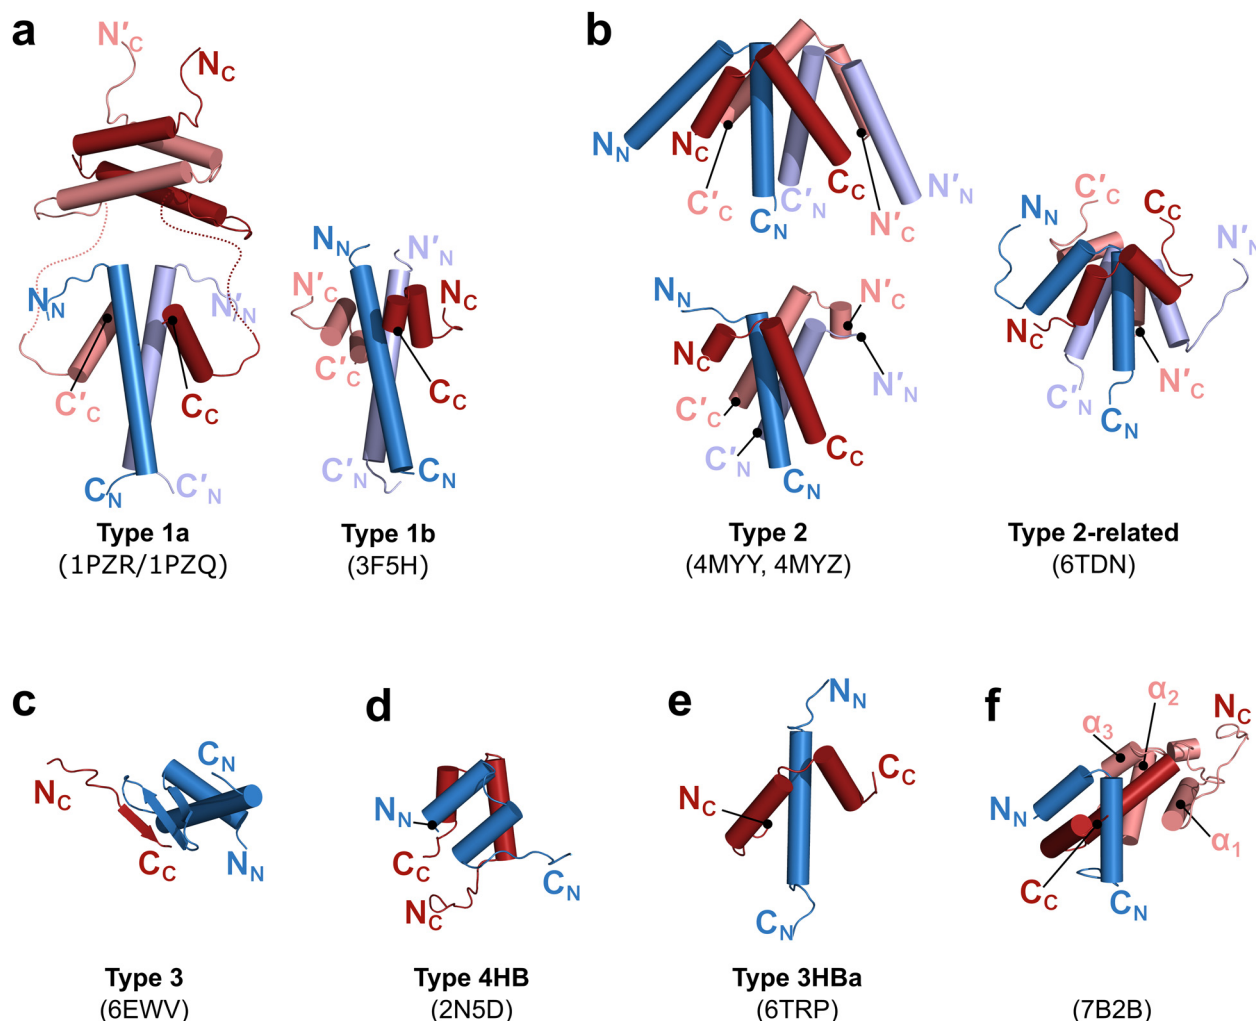 a
N′C
NC
NN
N′N
C′C
CC
CN
C′N
NN
N′N
N′C
NC
C′C
CC
C′N
CN
Type 1a
(1PZR/1PZQ)
Type 1b
(3F5H)
b
NN
NC
C′C
CN
C′N
CC
N′C
N′N
NN
N′C
NC
N′N
C′C
C′N
CC
CN
Type 2
(4MYY, 4MYZ)
NN
C′C
CC
N′N
NC
N′C
C′N
CN
Type 2-related
(6TDN)
c
NC
CN
CC
NN
Type 3
(6EWV)
d
NN
CC
NC
CN
Type 4HB
(2N5D)
e
NN
NC
CC
CN
Type 3HBa
(6TRP)
f
α2
α3
NC
NN
α1
CC
CN
(7B2B)